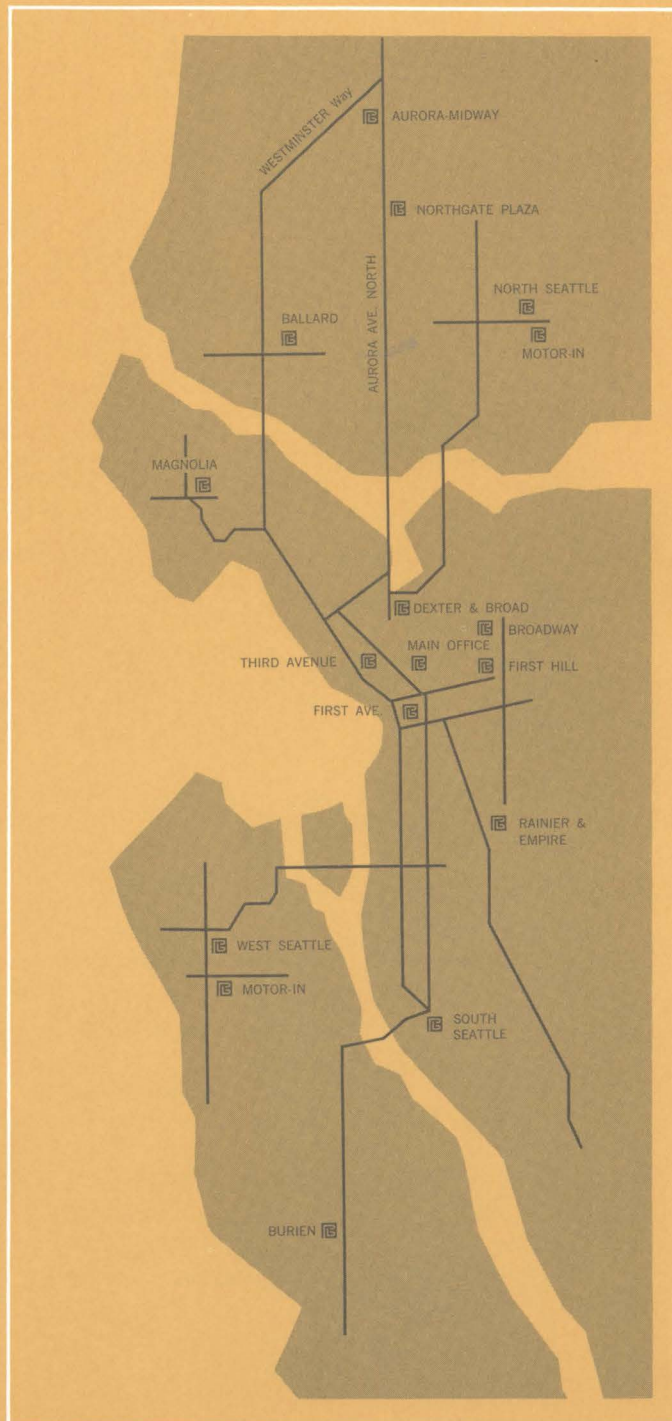 WESTMINSTER Way
AURORA-MIDWAY
NORTHGATE PLAZA
AURORA AVE. NORTH
NORTH SEATTLE
BALLARD
MOTOR-IN
MAGNOLIA
DEXTER & BROAD
BROADWAY
MAIN OFFICE
THIRD AVENUE
FIRST HILL
FIRST AVE.
RAINIER &
EMPIRE
WEST SEATTLE
MOTOR-IN
SOUTH
SEATTLE
BURIEN